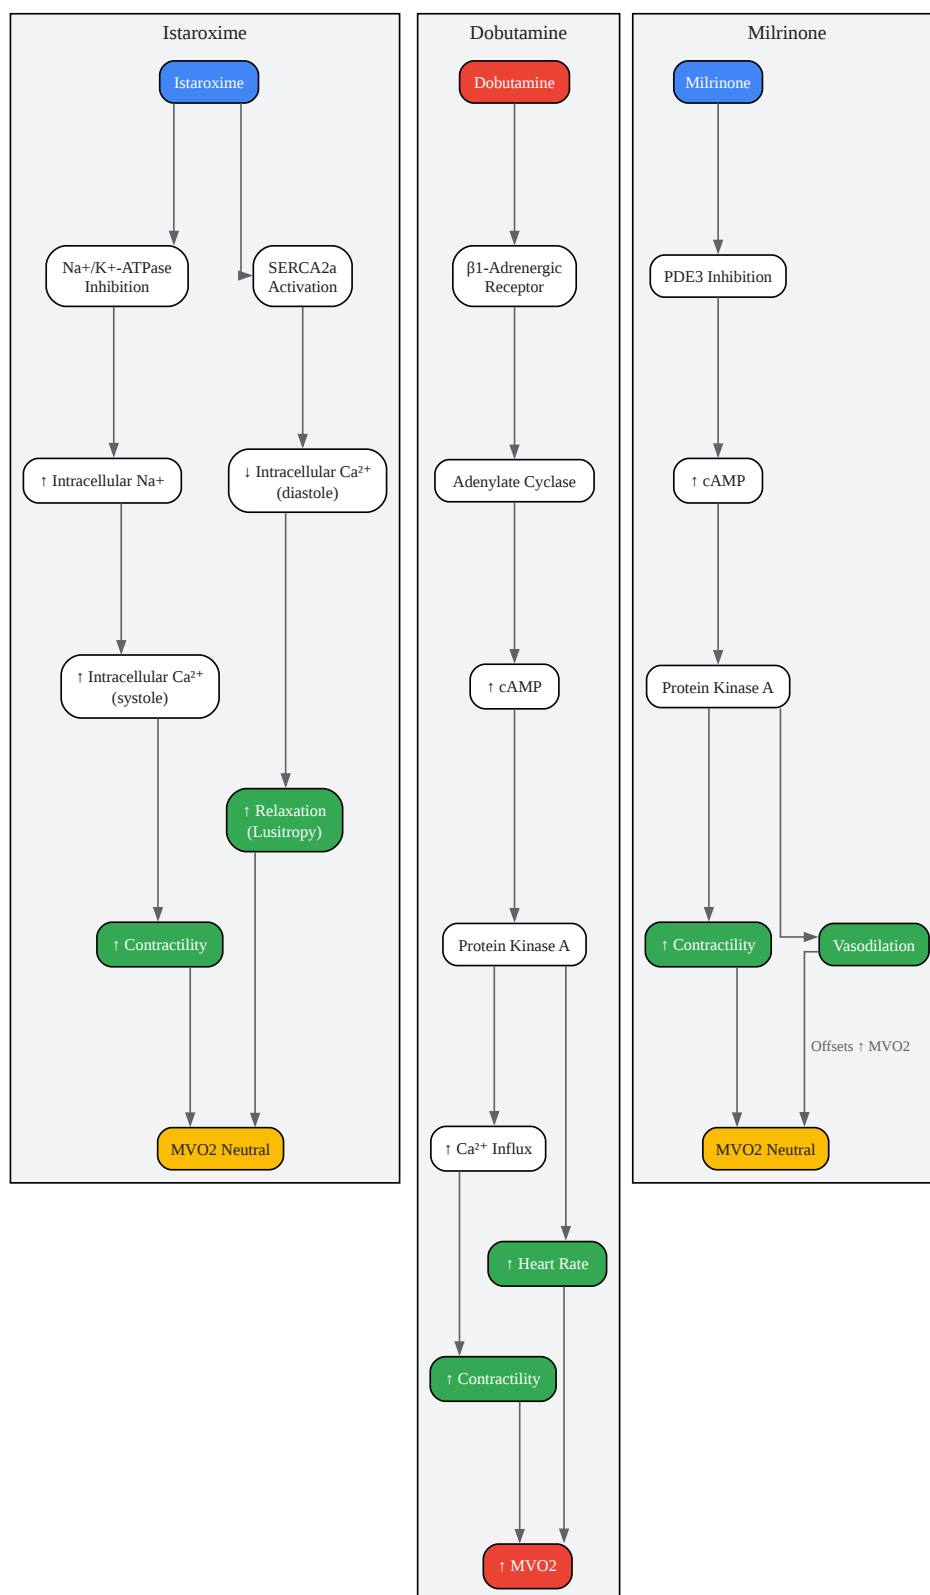 Istaroxime
Istaroxime
Na+/K+-ATPase
Inhibition
SERCA2a
Activation
↑ Intracellular Na+
↓ Intracellular Ca²⁺
(diastole)
↑ Intracellular Ca²⁺
(systole)
↑ Relaxation
(Lusitropy)
↑ Contractility
MVO2 Neutral
Dobutamine
Dobutamine
β1-Adrenergic
Receptor
Adenylate Cyclase
↑ cAMP
Protein Kinase A
↑ Ca²⁺ Influx
↑ Heart Rate
↑ Contractility
↑ MVO2
Milrinone
Milrinone
PDE3 Inhibition
↑ cAMP
Protein Kinase A
↑ Contractility
Vasodilation
Offsets ↑ MVO2
MVO2 Neutral